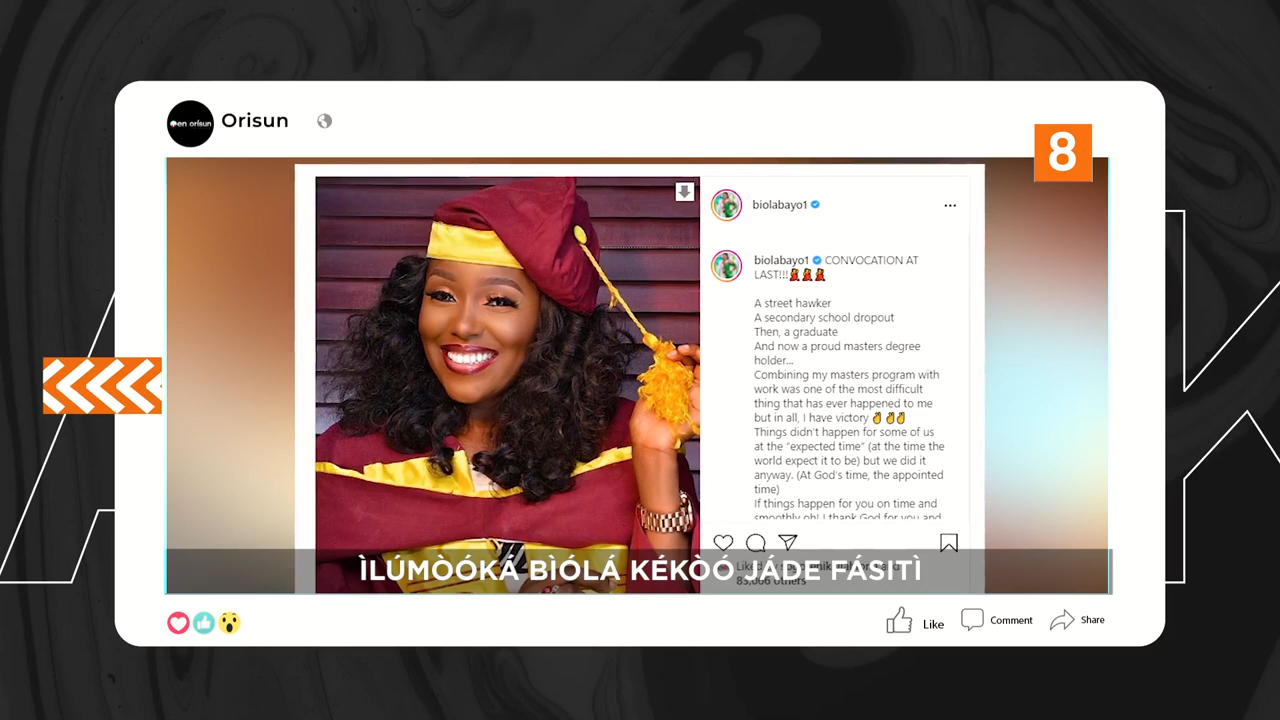 en orísun
Orisun
8
biolabayo1
biolabayo1 CONVOCATION AT
LAST!!!
A street hawker
A secondary school dropout
Then, a graduate
And now a proud masters degree
holder...
Combining my masters program with
work was one of the most difficult
thing that has ever happened to me
but in all, I have victory
Things didn't happen for some of us
at the "expected time" (at the time the
world expect it to be) but we did it
anyway. (At God's time, the appointed
time)
If things happen for you on time and
smoothly oh! I thank God for you and
ÌLÚMÒÓKÁ BÌÓLÁ KÉKÒÓ JÁDE FÁSITÌ
Liked by
others
Like
Comment
Share